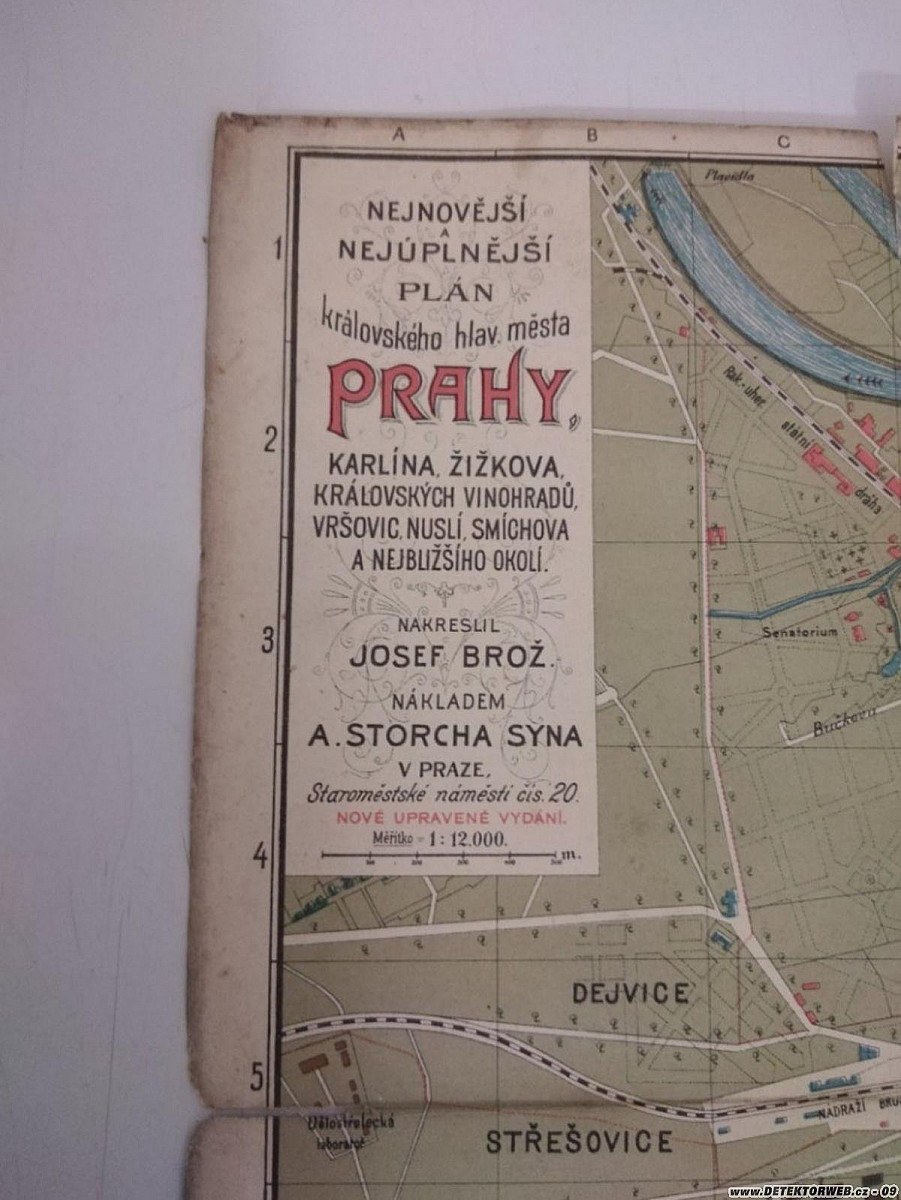 A B C
1
2
3
4
5
NEJNOVĚJŠÍ
A
NEJÚPLNĚJŠÍ
PLÁN
královského hlav. města
PRAHY,
KARLÍNA, ŽIŽKOVA,
KRÁLOVSKÝCH VINOHRADŮ,
VRŠOVIC, NUSLÍ, SMÍCHOVA
A NEJBLIŽŠÍHO OKOLÍ.
NAKRESLIL
JOSEF BROŽ.
NÁKLADEM
A. STORCHA SYNA
V PRAZE,
Staroměstské náměstí čís. 20.
NOVÉ UPRAVENÉ VYDÁNÍ.
Měřítko = 1:12.000.
m.
Plavidla
Rak.-uher.
státní
dráha
Senatorium
Bučkova
DEJVICE
NÁDRAŽÍ
Dělostřelecká
laboratoř
STŘEŠOVICE
www.DETEKTORWEB.cz - 09